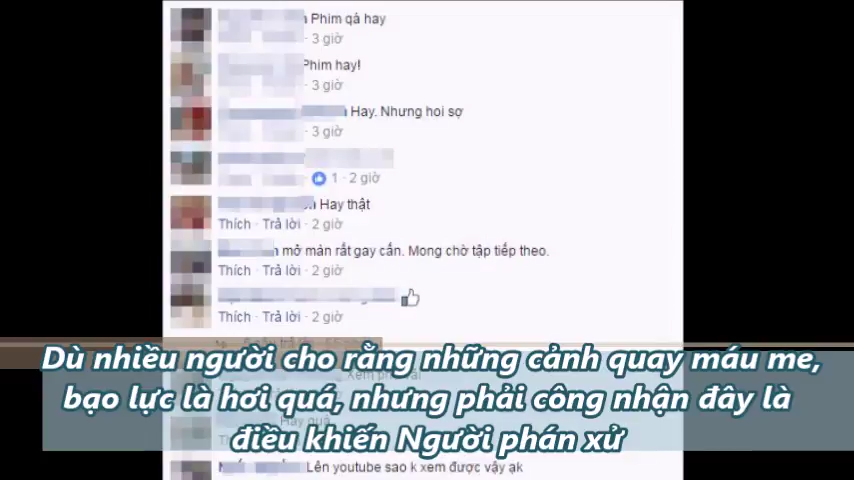 Phim qá hay
3 giờ
Phim hay!
3 giờ
Hay. Nhưng hoi sợ
3 giờ
1 · 2 giờ
Hay thật
Thích · Trả lời · 2 giờ
mở màn rất gay cấn. Mong chờ tập tiếp theo.
Thích · Trả lời · 2 giờ
Thích · Trả lời · 2 giờ
Dù nhiều người cho rằng những cảnh quay máu me,
bạo lực là hơi quá, nhưng phải công nhận đây là
điều khiến Người phán xử
Lên youtube sao k xem được vậy ạk